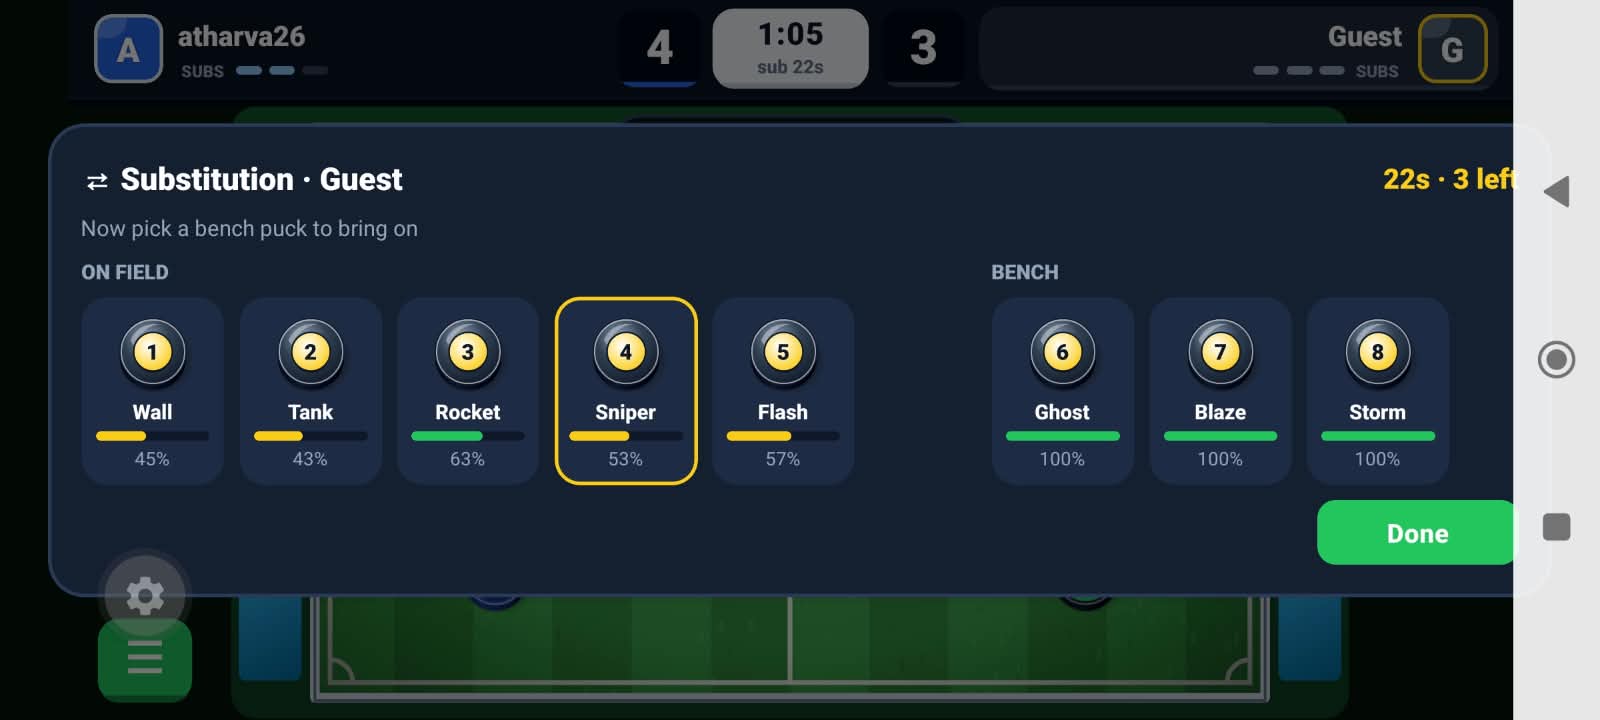 A
atharva26
SUBS
4
1:05
sub 22s
3
Guest
SUBS
G
⇄ Substitution · Guest
22s · 3 left
Now pick a bench puck to bring on
ON FIELD
BENCH
1
2
3
4
5
6
7
8
Wall
Tank
Rocket
Sniper
Flash
Ghost
Blaze
Storm
45%
43%
63%
53%
57%
100%
100%
100%
Done